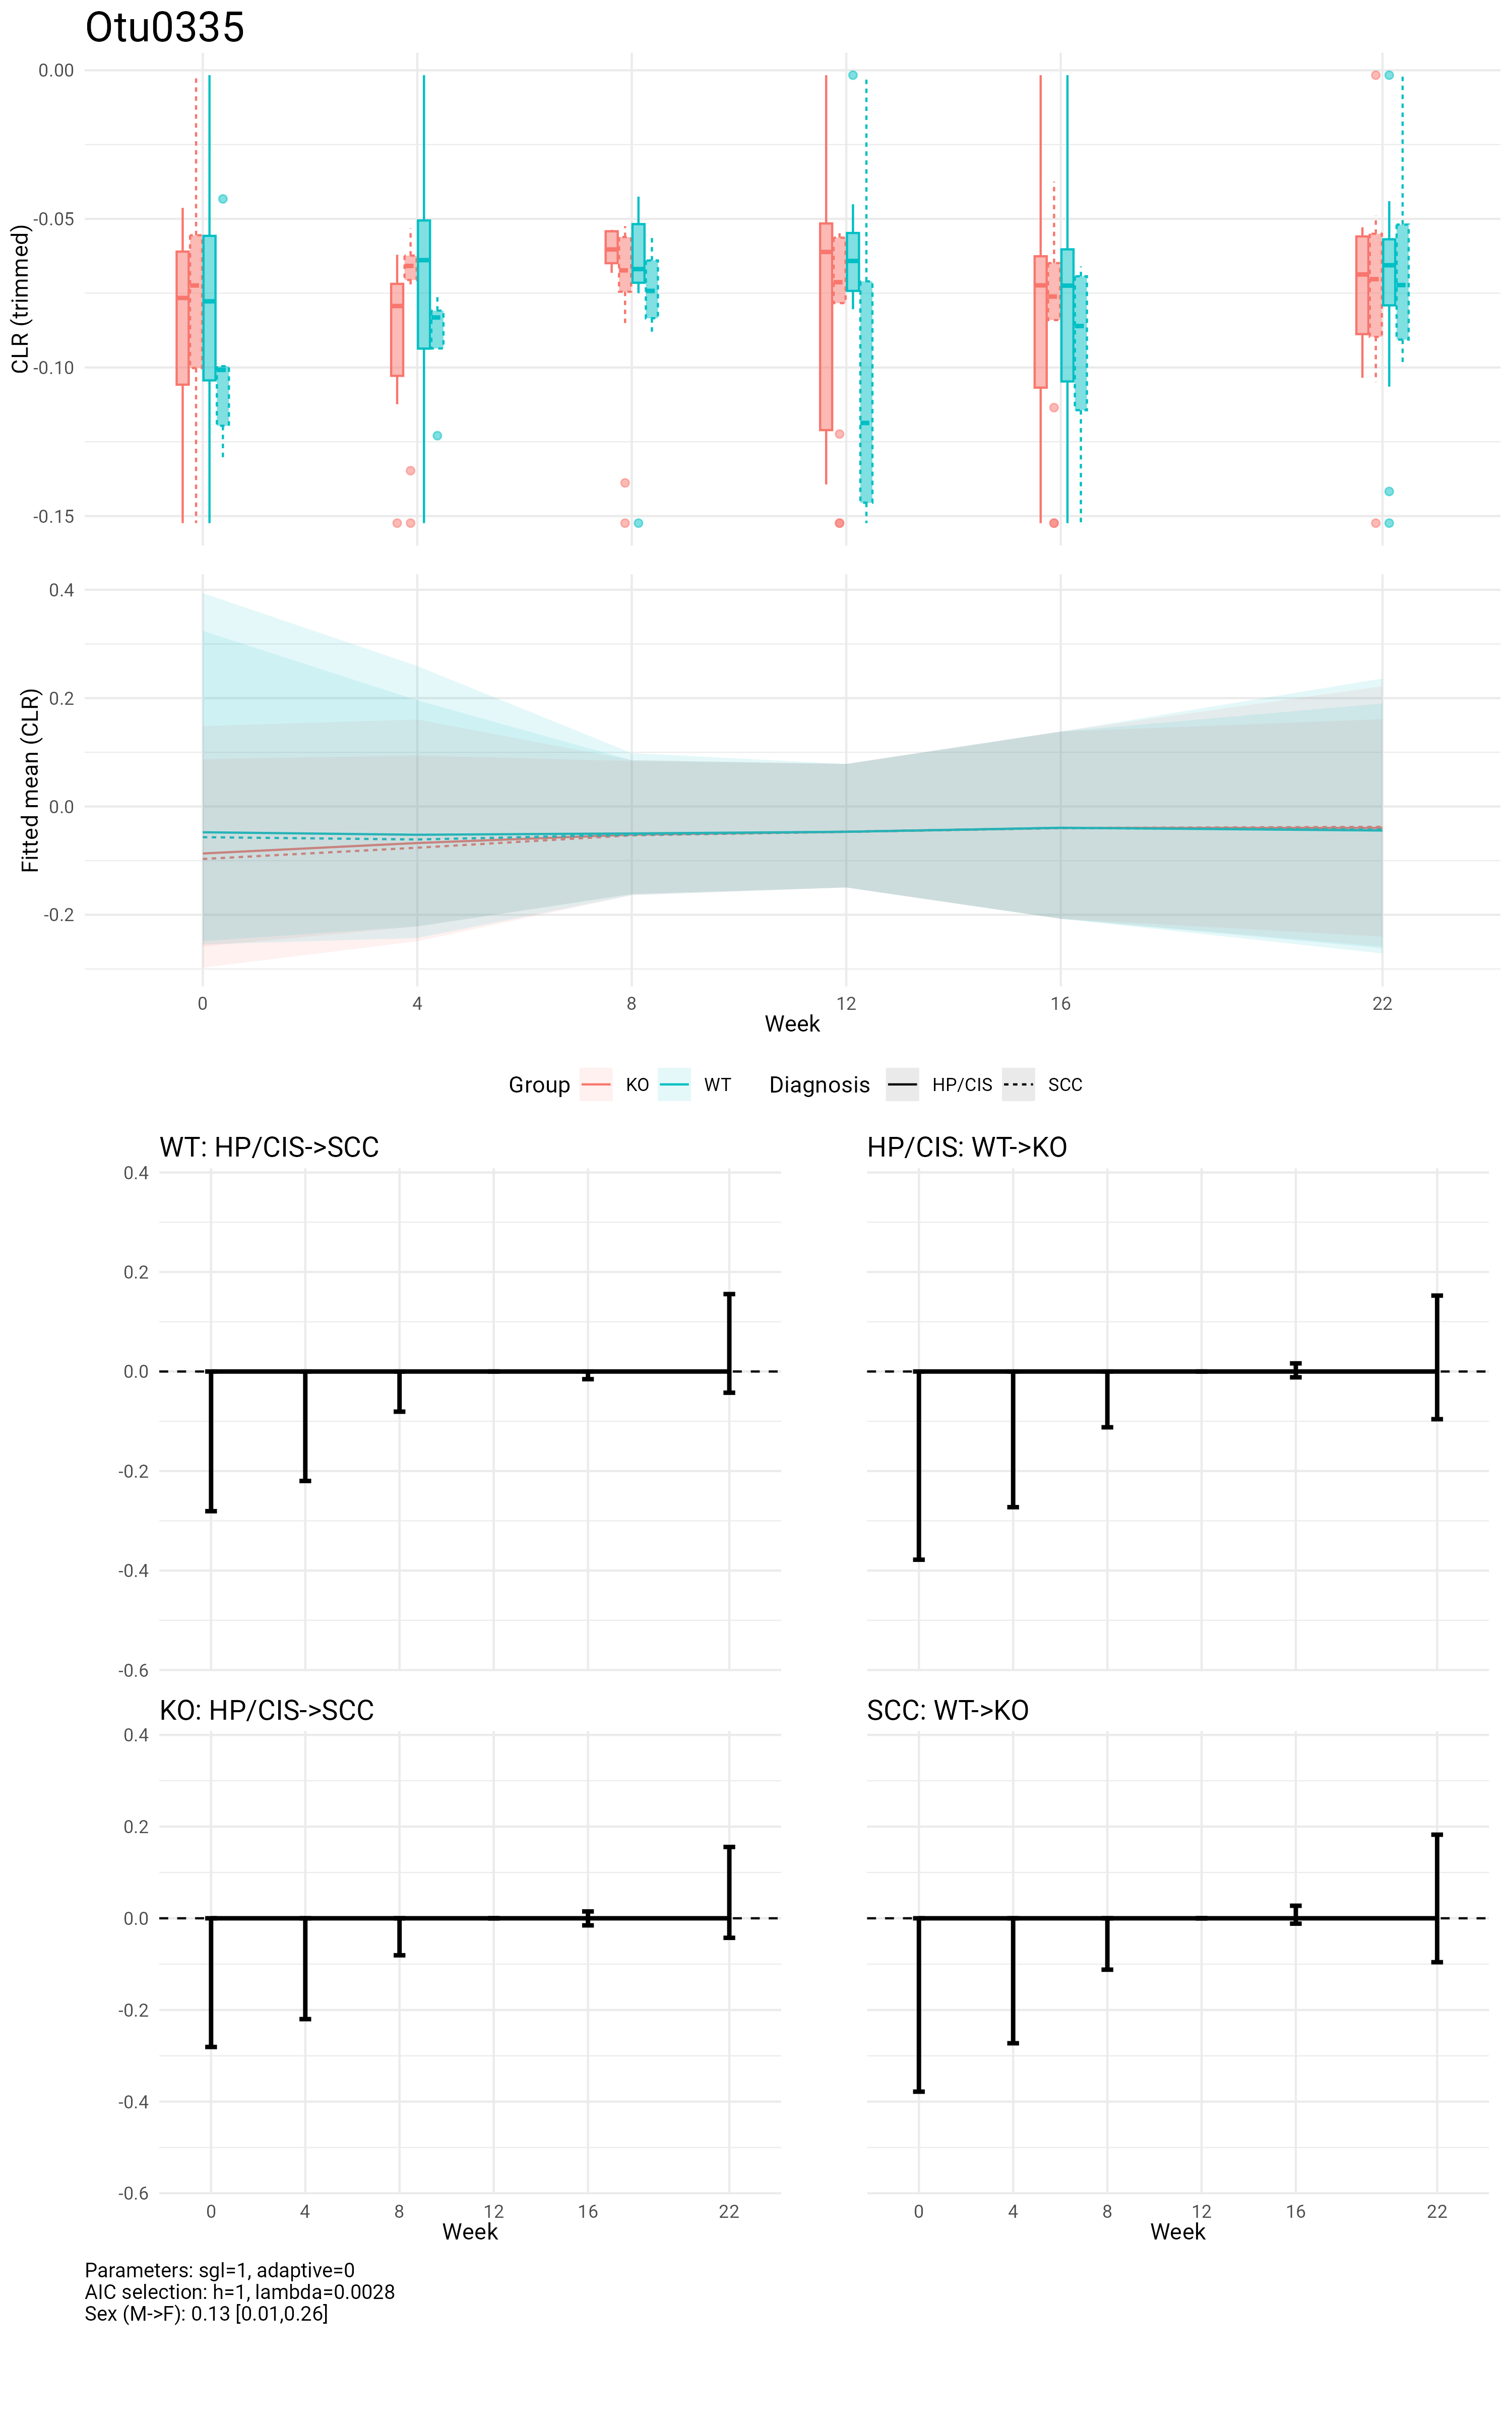 Otu0335
CLR (trimmed)
0.00
-0.05
-0.10
-0.15
Fitted mean (CLR)
0.4
0.2
0.0
-0.2
0 4 8 12 16 22
Week
Group KO WT Diagnosis HP/CIS SCC
WT: HP/CIS->SCC
0.4
0.2
0.0
-0.2
-0.4
-0.6
HP/CIS: WT->KO
KO: HP/CIS->SCC
0.4
0.2
0.0
-0.2
-0.4
-0.6
0 4 8 12 16 22
Week
SCC: WT->KO
0 4 8 12 16 22
Week
Parameters: sgl=1, adaptive=0
AIC selection: h=1, lambda=0.0028
Sex (M->F): 0.13 [0.01,0.26]